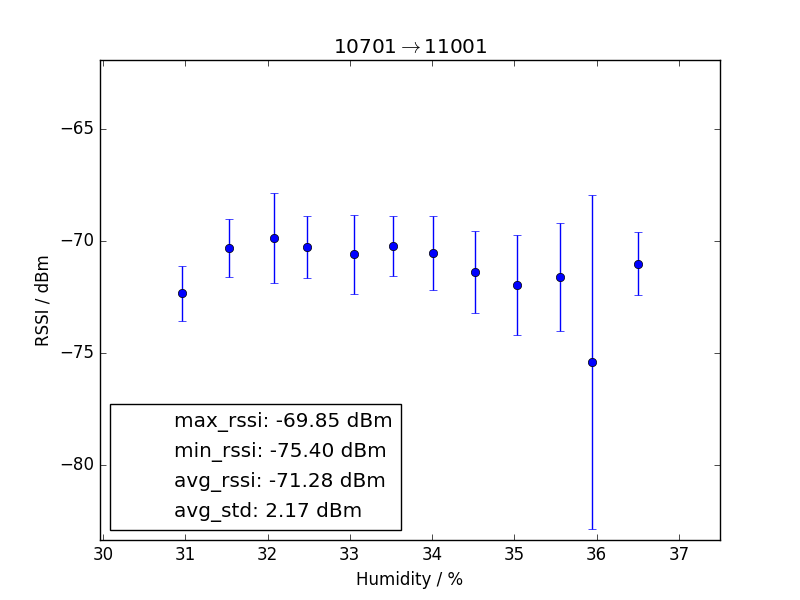 10701→11001
−65
−70
−75
−80
RSSI / dBm
max_rssi: -69.85 dBm
min_rssi: -75.40 dBm
avg_rssi: -71.28 dBm
avg_std: 2.17 dBm
30 31 32 33 34 35 36 37
Humidity / %